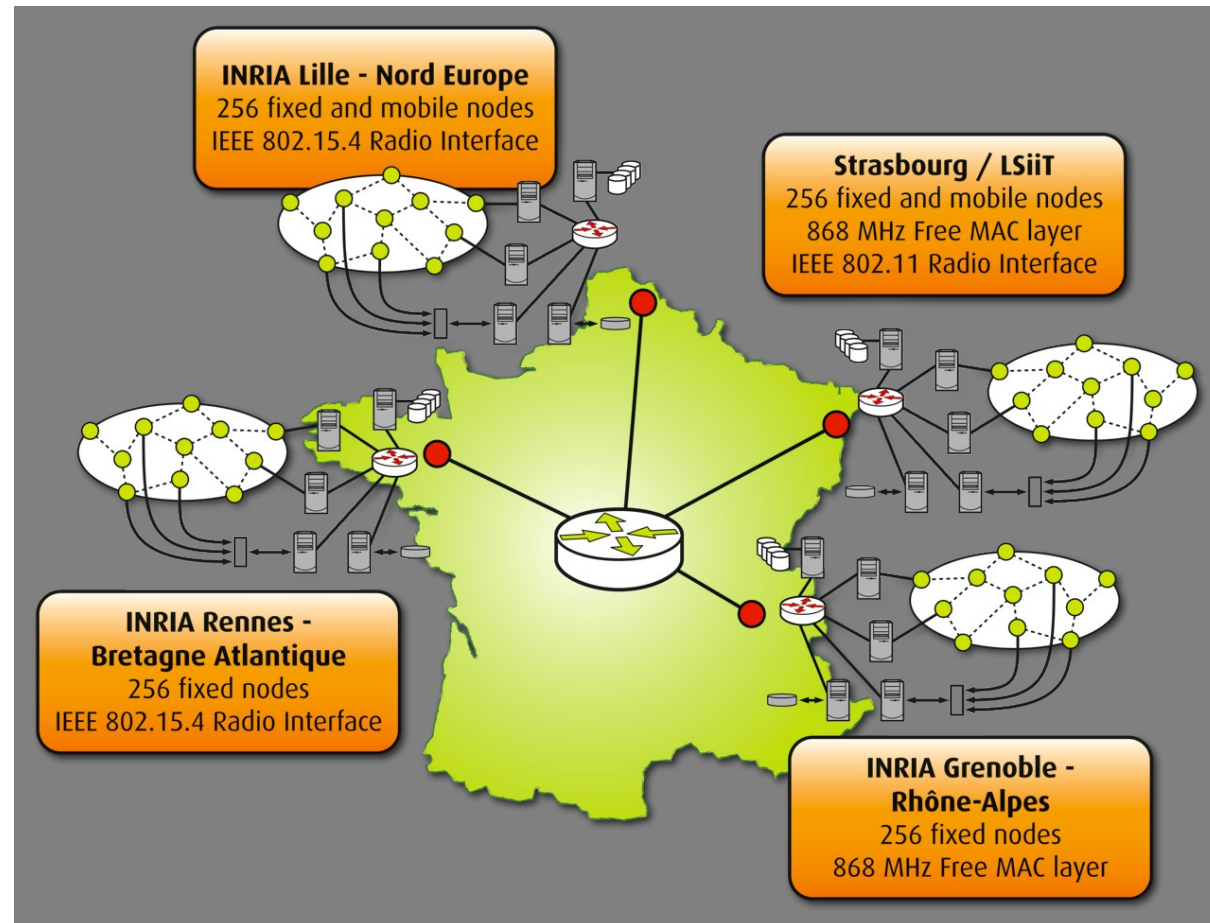 INRIA Lille - Nord Europe
256 fixed and mobile nodes
IEEE 802.15.4 Radio Interface
Strasbourg / LSiiT
256 fixed and mobile nodes
868 MHz Free MAC layer
IEEE 802.11 Radio Interface
INRIA Rennes -
Bretagne Atlantique
256 fixed nodes
IEEE 802.15.4 Radio Interface
INRIA Grenoble -
Rhône-Alpes
256 fixed nodes
868 MHz Free MAC layer